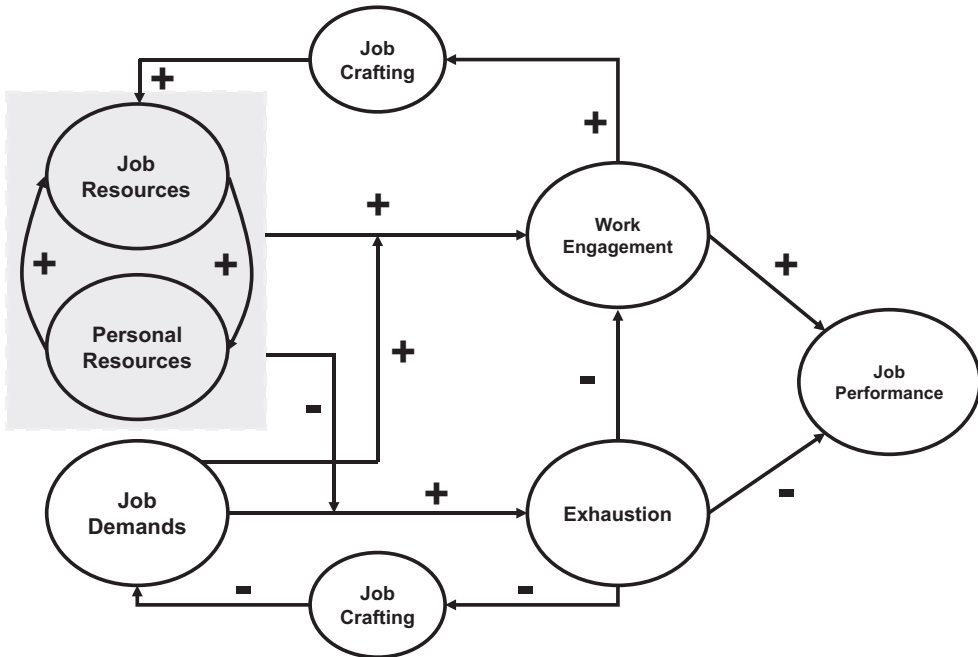 Job
Crafting
+
+
Job
Resources
+
Work
Engagement
+
+
+
Personal
Resources
+
Job
Performance
-
-
Job
Demands
+
Exhaustion
-
-
Job
Crafting
-